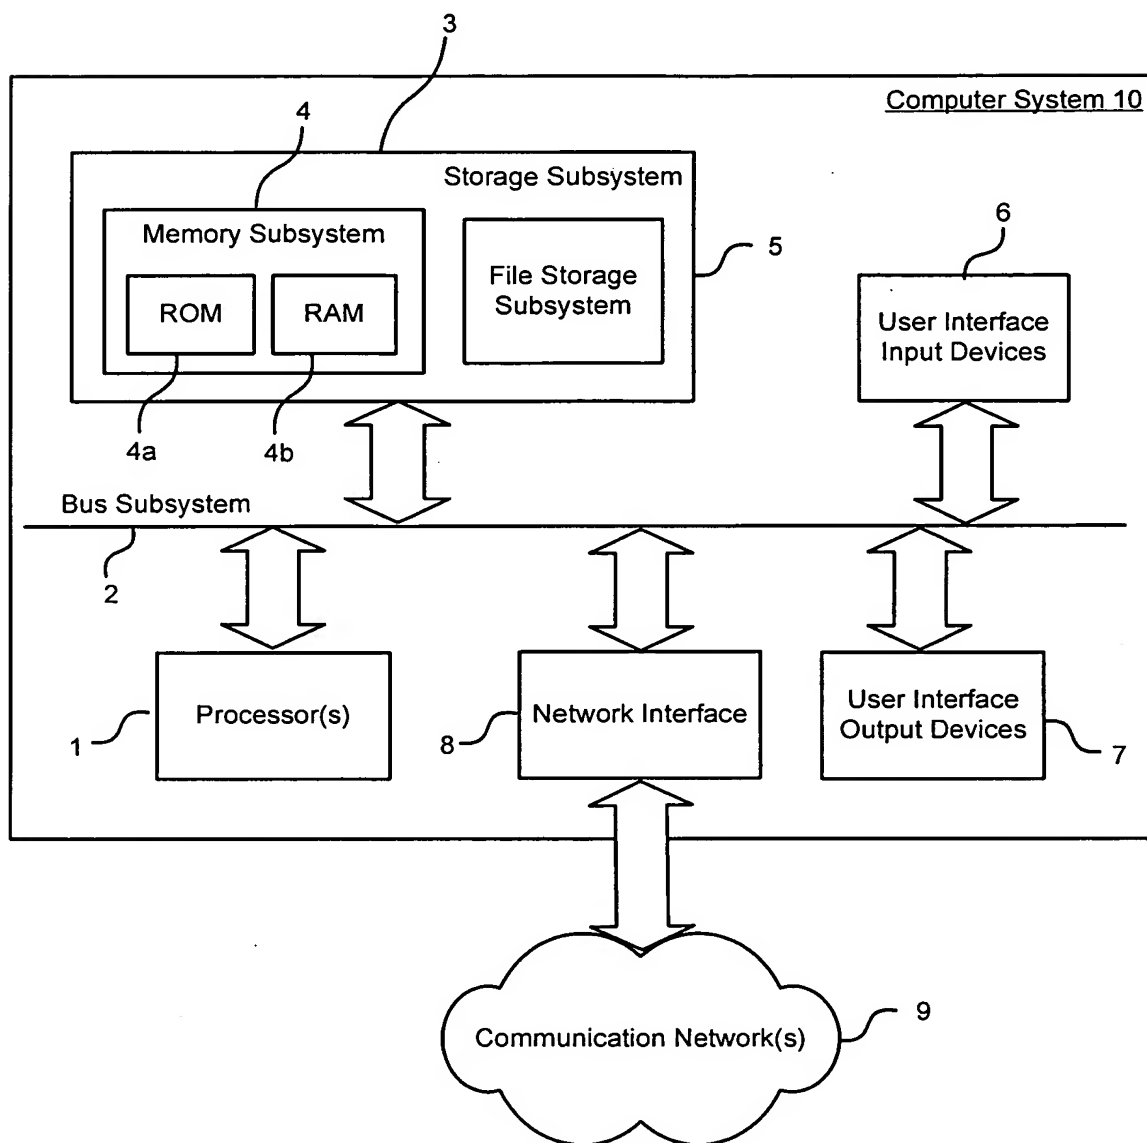 3
Computer System 10
4
Storage Subsystem
Memory Subsystem
6
5
File Storage
Subsystem
ROM
RAM
User Interface
Input Devices
4a
4b
Bus Subsystem
2
Processor(s)
1
Network Interface
8
User Interface
Output Devices
7
Communication Network(s)
9